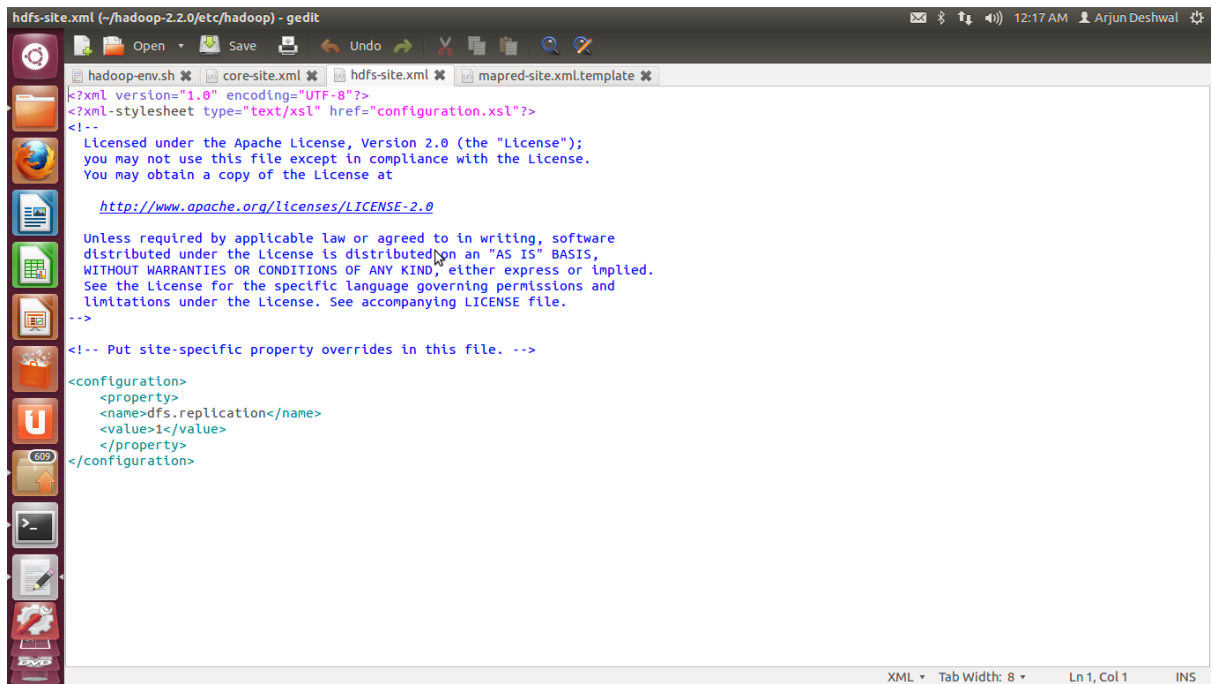 hdfs-site.xml (~/hadoop-2.2.0/etc/hadoop) - gedit
12:17 AM Arjun Deshwal
Open Save Undo
hadoop-env.sh core-site.xml hdfs-site.xml mapred-site.xml.template
<?xml version="1.0" encoding="UTF-8"?>
<?xml-stylesheet type="text/xsl" href="configuration.xsl"?>
<!--
  Licensed under the Apache License, Version 2.0 (the "License");
  you may not use this file except in compliance with the License.
  You may obtain a copy of the License at

    http://www.apache.org/licenses/LICENSE-2.0

  Unless required by applicable law or agreed to in writing, software
  distributed under the License is distributed on an "AS IS" BASIS,
  WITHOUT WARRANTIES OR CONDITIONS OF ANY KIND, either express or implied.
  See the License for the specific language governing permissions and
  limitations under the License. See accompanying LICENSE file.
-->

<!-- Put site-specific property overrides in this file. -->

<configuration>
    <property>
    <name>dfs.replication</name>
    <value>1</value>
    </property>
</configuration>
609
DVD
XML Tab Width: 8 Ln 1, Col 1 INS